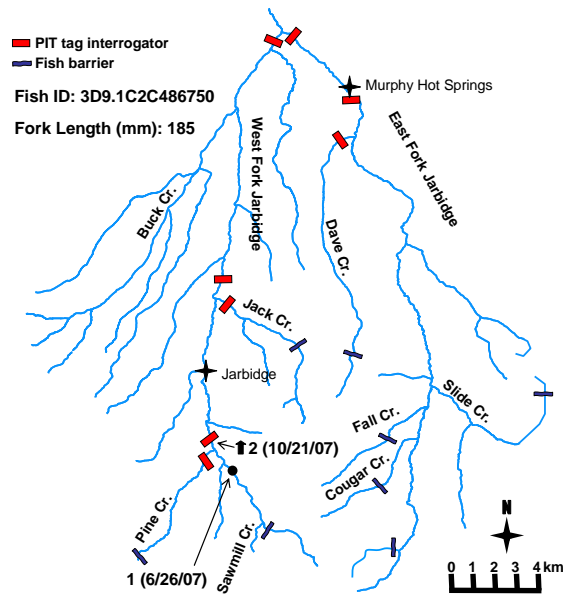 PIT tag interrogator
Fish barrier
Murphy Hot Springs
Fish ID: 3D9.1C2C486750
Fork Length (mm): 185
West Fork Jarbidge
East Fork Jarbidge
Buck Cr.
Dave Cr.
Jack Cr.
Jarbidge
Slide Cr.
Fall Cr.
⬆2 (10/21/07)
Cougar Cr.
Pine Cr.
Sawmill Cr.
1 (6/26/07)
N
0 1 2 3 4 km